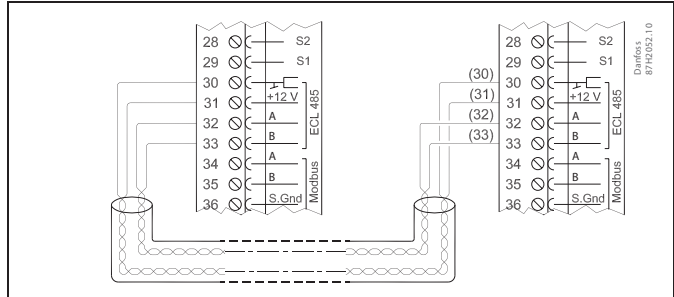 28 S2
29 S1
30
31 +12 V
32 A
33 B
ECL 485
34 A
35 B
36 S.Gnd
Modbus
28 S2
29 S1
(30) 30
(31) 31 +12 V
(32) 32 A
(33) 33 B
ECL 485
34 A
35 B
36 S.Gnd
Modbus
Danfoss
87H2052.10